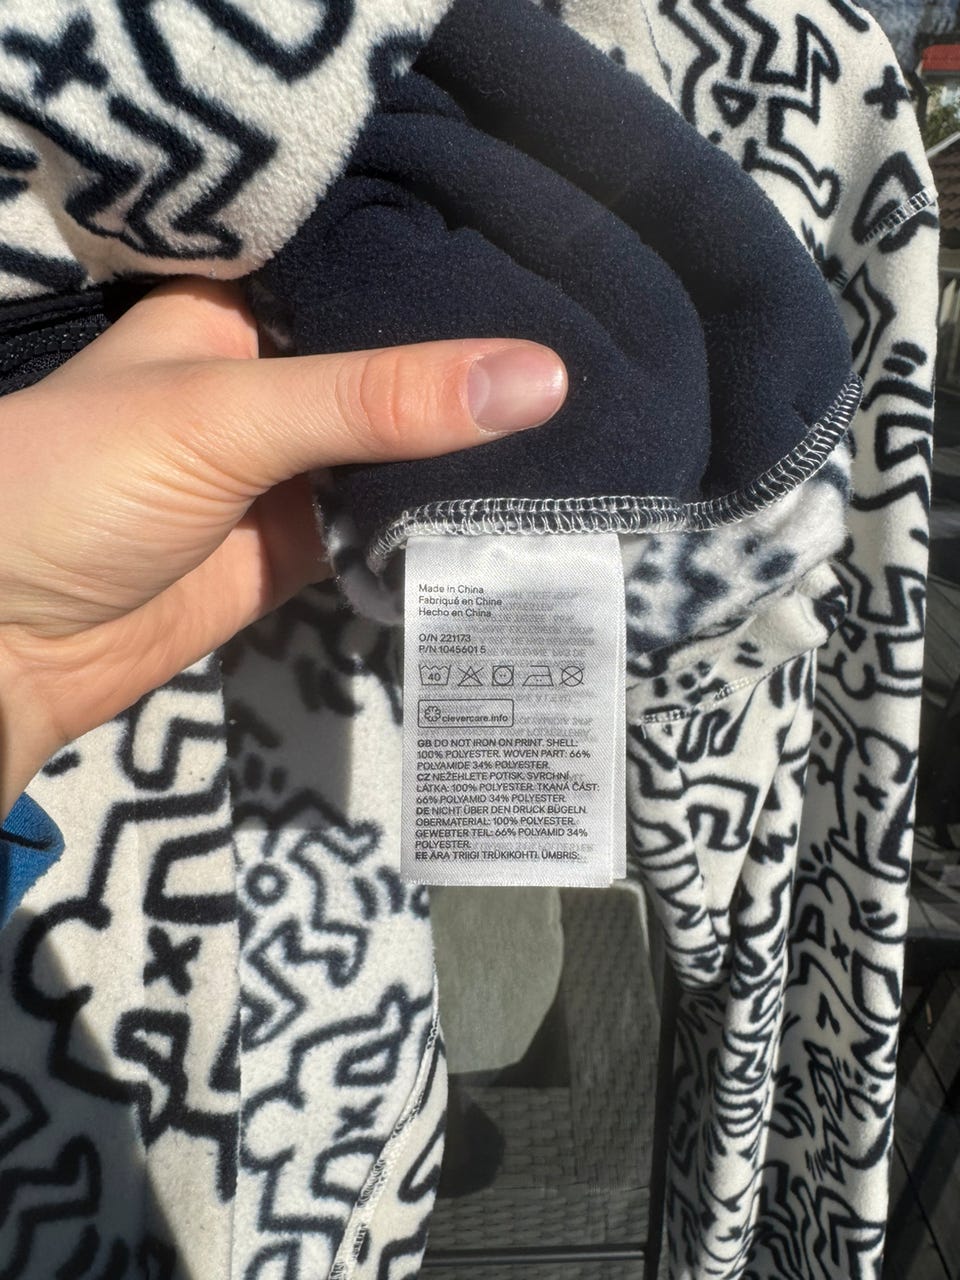 Made in China
Fabriqué en Chine
Hecho en China
O/N 221173
P/N 1045601 5
40
clevercare.info
GB DO NOT IRON ON PRINT. SHELL:
100% POLYESTER. WOVEN PART: 66%
POLYAMIDE 34% POLYESTER.
CZ NEŽEHLETE POTISK. SVRCHNÍ
LÁTKA: 100% POLYESTER. TKANÁ ČÁST:
66% POLYAMID 34% POLYESTER.
DE NICHT ÜBER DEN DRUCK BÜGELN.
OBERMATERIAL: 100% POLYESTER.
GEWEBTER TEIL: 66% POLYAMID 34%
POLYESTER.
EE ÄRA TRIIGI TRÜKIKOHTI. ÜMBRIS: